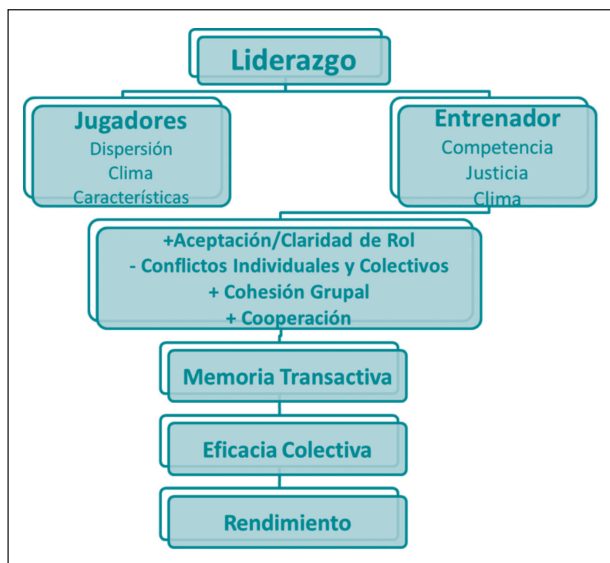 Liderazgo
Jugadores
Dispersión
Clima
Características
Entrenador
Competencia
Justicia
Clima
+Aceptación/Claridad de Rol
- Conflictos Individuales y Colectivos
+ Cohesión Grupal
+ Cooperación
Memoria Transactiva
Eficacia Colectiva
Rendimiento